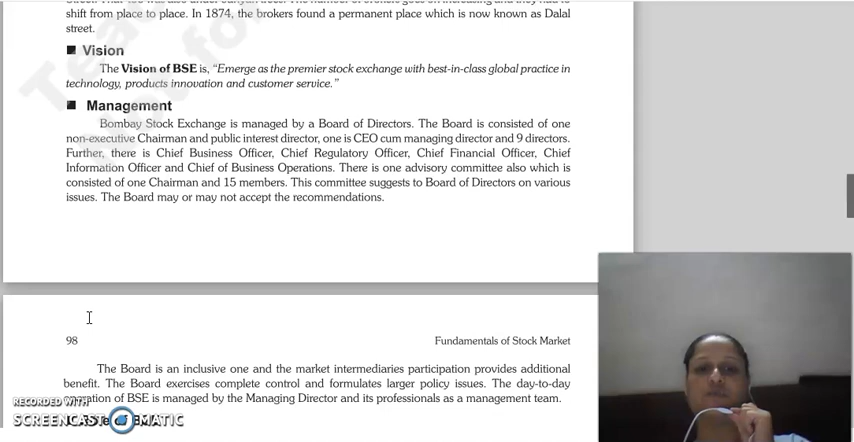 shift from place to place. In 1874, the brokers found a permanent place which is now known as Dalal
street.
■ Vision
The Vision of BSE is, “Emerge as the premier stock exchange with best-in-class global practice in
technology, products innovation and customer service.”
■ Management
Bombay Stock Exchange is managed by a Board of Directors. The Board is consisted of one
non-executive Chairman and public interest director, one is CEO cum managing director and 9 directors.
Further, there is Chief Business Officer, Chief Regulatory Officer, Chief Financial Officer, Chief
Information Officer and Chief of Business Operations. There is one advisory committee also which is
consisted of one Chairman and 15 members. This committee suggests to Board of Directors on various
issues. The Board may or may not accept the recommendations.
98
Fundamentals of Stock Market
The Board is an inclusive one and the market intermediaries participation provides additional
benefit. The Board exercises complete control and formulates larger policy issues. The day-to-day
of BSE is managed by the Managing Director and its professionals as a management team.
RECORDED WITH
SCREENCAST MATIC